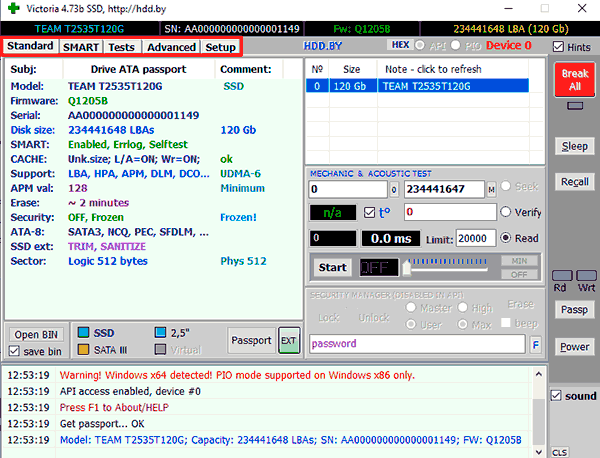 Victoria 4.73b SSD, http://hdd.by
TEAM T2535T120G SN: AA000000000000001149 Fw: Q1205B 234441648 LBA (120 Gb)
Standard SMART Tests Advanced Setup HDD.BY HEX API PIO Device 0 Hints
Subj: Drive ATA passport Comment:
Model: TEAM T2535T120G SSD
Firmware: Q1205B
Serial: AA000000000000001149
Disk size: 234441648 LBAs 120 Gb
SMART: Enabled, Errlog, Selftest
CACHE: Unk.size; L/A=ON; Wr=ON; ok
Support: LBA, HPA, APM, DLM, DCO... UDMA-6
APM val: 128 Minimum
Erase: ~ 2 minutes
Security: OFF, Frozen Frozen!
ATA-8: SATA3, NCQ, PEC, SFDLM, ...
SSD ext: TRIM, SANITIZE
Sector: Logic 512 bytes Phys 512
Open BIN
save bin
SSD 2,5"
SATA III Virtual
Passport EXT
Nº Size Note - click to refresh
0 120 Gb TEAM T2535T120G
MECHANIC & ACOUSTIC TEST
0 0 234441647 M Seek
n/a tº 0 Verify
0 0.0 ms Limit: 20000 Read
Start OFF MIN
OFF
SECURITY MANAGER (DISABLED IN API)
Lock Unlock Master High Erase
User Max beep
password F
Break
All
Sleep
Recall
Rd Wrt
Passp
Power
sound
CLS
12:53:19 Warning! Windows x64 detected! PIO mode supported on Windows x86 only.
12:53:19 API access enabled, device #0
12:53:19 Press F1 to About/HELP
12:53:19 Get passport... OK
12:53:19 Model: TEAM T2535T120G; Capacity: 234441648 LBAs; SN: AA000000000000001149; FW: Q1205B